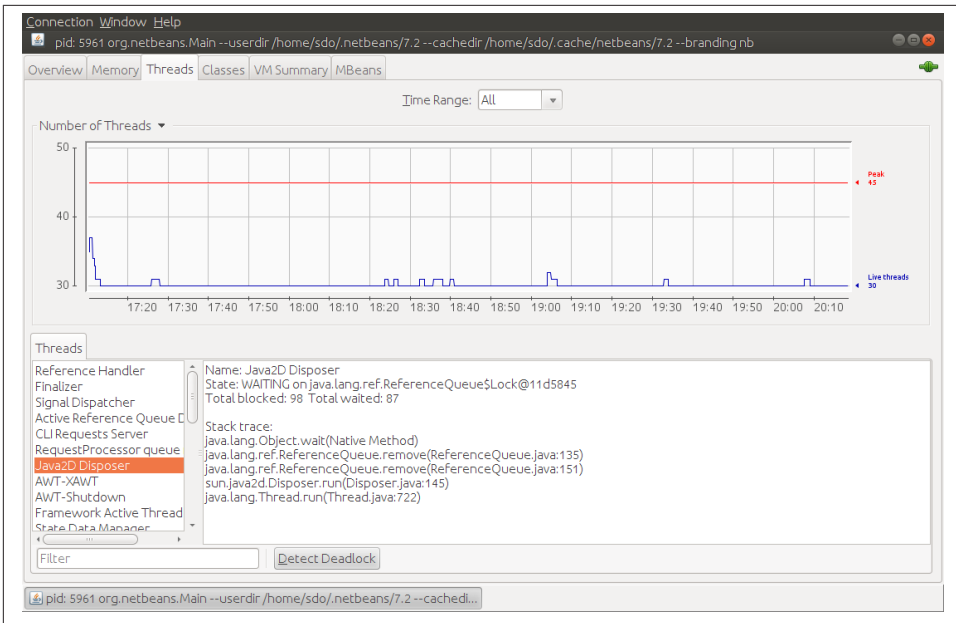 Connection Window Help
pid: 5961 org.netbeans.Main --userdir /home/sdo/.netbeans/7.2 --cachedir /home/sdo/.cache/netbeans/7.2 --branding nb
Overview Memory Threads Classes VM Summary MBeans
Time Range: All
Number of Threads
50
Peak
45
40
Live threads
30
30
17:20 17:30 17:40 17:50 18:00 18:10 18:20 18:30 18:40 18:50 19:00 19:10 19:20 19:30 19:40 19:50 20:00 20:10
Threads
Reference Handler
Finalizer
Signal Dispatcher
Active Reference Queue D
CLI Requests Server
RequestProcessor queue
Java2D Disposer
AWT-XAWT
AWT-Shutdown
Framework Active Thread
State Data Manager
Name: Java2D Disposer
State: WAITING on java.lang.ref.ReferenceQueue$Lock@11d5845
Total blocked: 98 Total waited: 87
Stack trace:
java.lang.Object.wait(Native Method)
java.lang.ref.ReferenceQueue.remove(ReferenceQueue.java:135)
java.lang.ref.ReferenceQueue.remove(ReferenceQueue.java:151)
sun.java2d.Disposer.run(Disposer.java:145)
java.lang.Thread.run(Thread.java:722)
Filter
Detect Deadlock
pid: 5961 org.netbeans.Main --userdir /home/sdo/.netbeans/7.2 --cachedi...